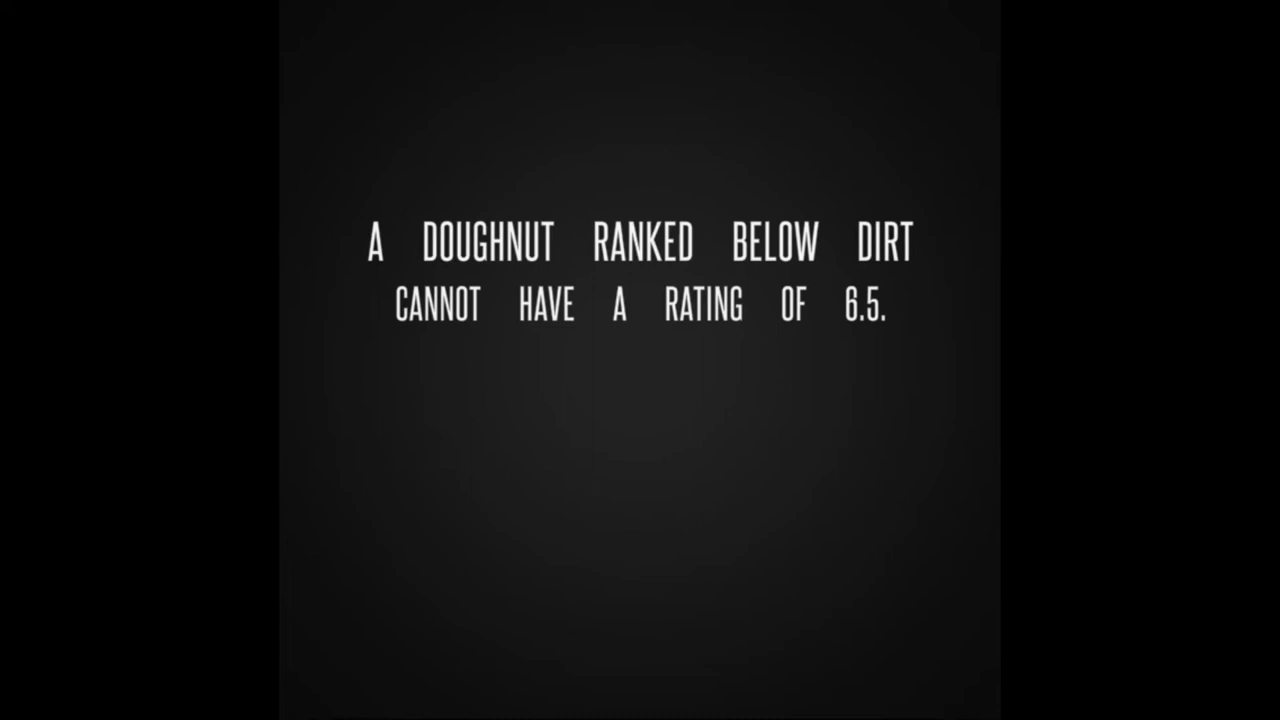 A DOUGHNUT RANKED BELOW DIRT
CANNOT HAVE A RATING OF 6.5.